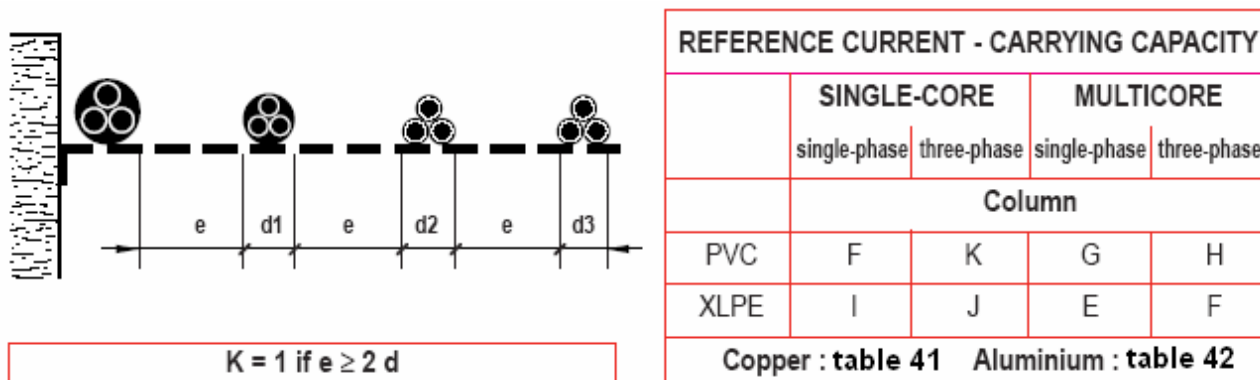 e d1 e d2 e d3
K = 1 if e ≥ 2 d
REFERENCE CURRENT - CARRYING CAPACITY
SINGLE-CORE MULTICORE
single-phase three-phase single-phase three-phase
Column
PVC F K G H
XLPE I J E F
Copper : table 41 Aluminium : table 42